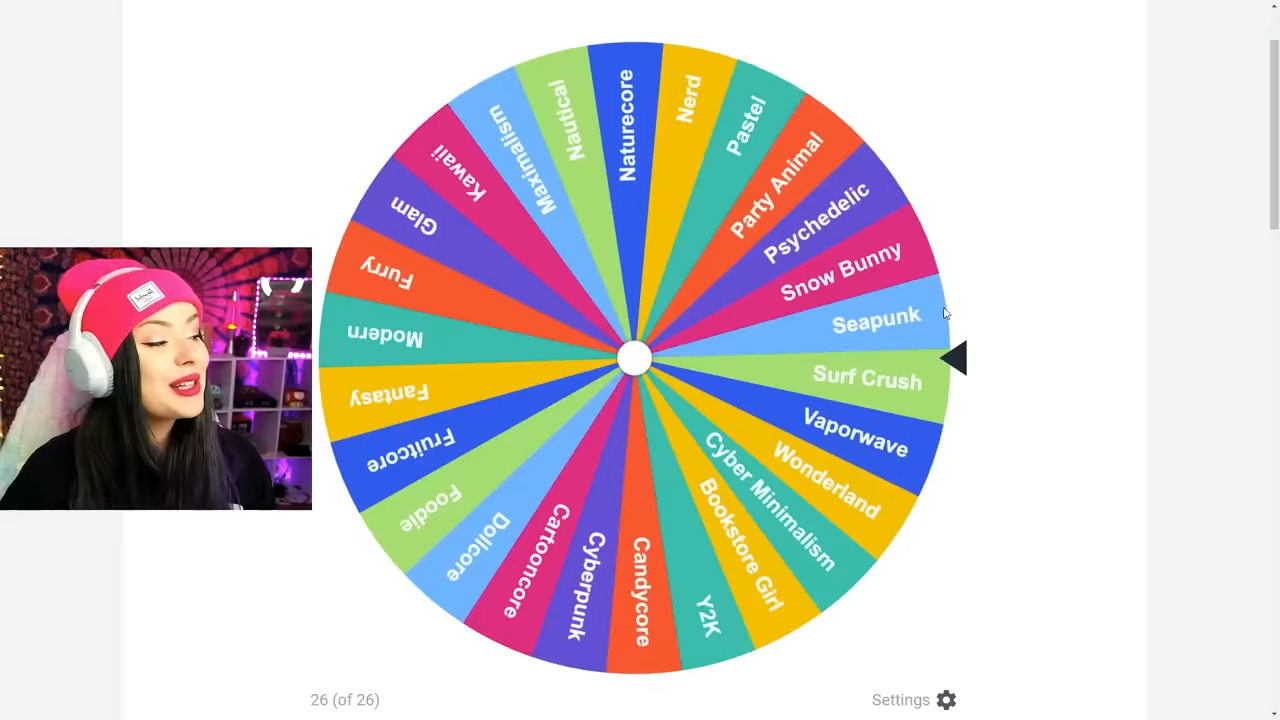 Naturecore
Nerd
Pastel
Party Animal
Psychedelic
Snow Bunny
Seapunk
Surf Crush
Vaporwave
Wonderland
Cyber Minimalism
Bookstore Girl
Y2K
Candycore
Cyberpunk
Cartooncore
Dollcore
Foodie
Fruitcore
Fantasy
Modern
Furry
Glam
Kawaii
Maximalism
Nautical
26 (of 26)
Settings